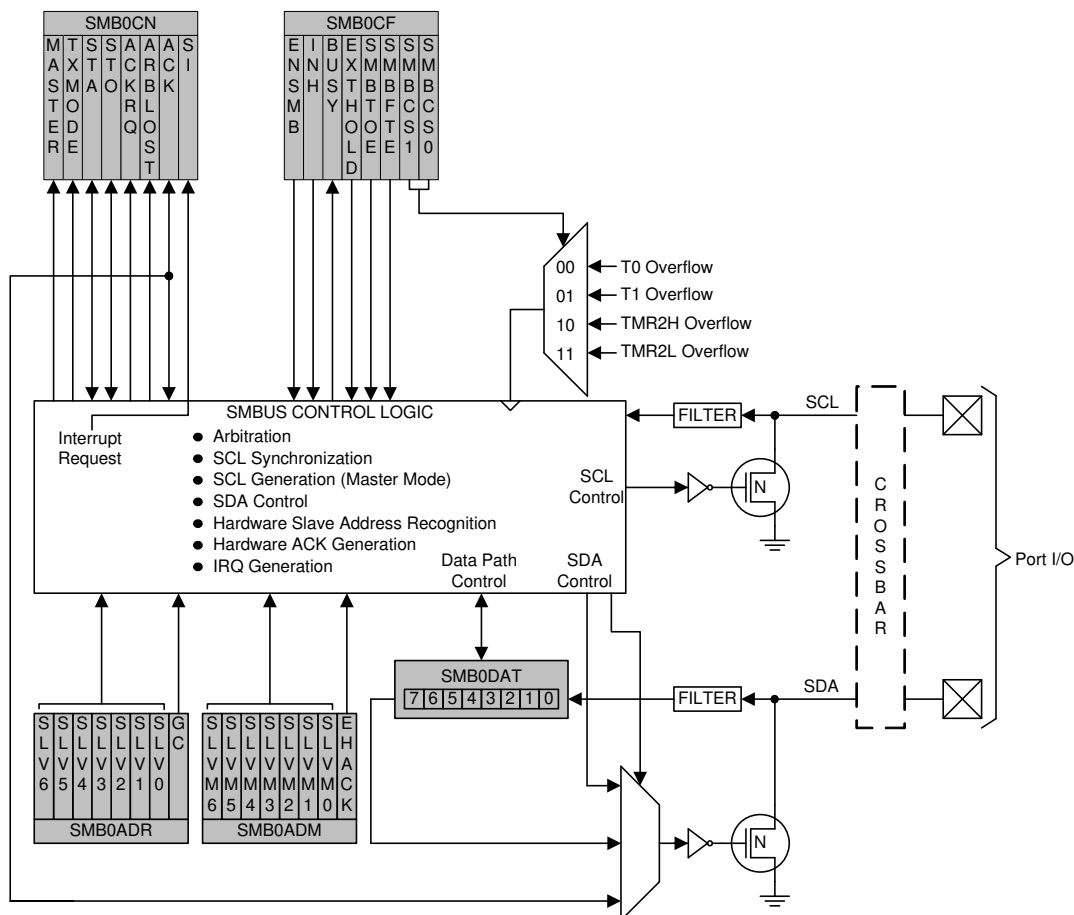 SMB0CN
MASTER
TXMODE
STA
STO
ACKRQ
ARBLOST
ACK
SI
SMB0CF
ENSMB
INH
BUSY
EXTHOLD
SMBTOE
SMBFTE
SMBCS1
SMBCS0
00
T0 Overflow
01
T1 Overflow
10
TMR2H Overflow
11
TMR2L Overflow
SMBUS CONTROL LOGIC
Interrupt
Request
● Arbitration
● SCL Synchronization
● SCL Generation (Master Mode)
● SDA Control
● Hardware Slave Address Recognition
● Hardware ACK Generation
● IRQ Generation
Data Path
Control
SDA
Control
SCL
Control
FILTER
SCL
N
CROSSBAR
Port I/O
SMB0DAT
7 6 5 4 3 2 1 0
FILTER
SDA
N
SLV6
SLV5
SLV4
SLV3
SLV2
SLV1
SLV0
GC
SMB0ADR
SLVM6
SLVM5
SLVM4
SLVM3
SLVM2
SLVM1
SLVM0
EHACK
SMB0ADM